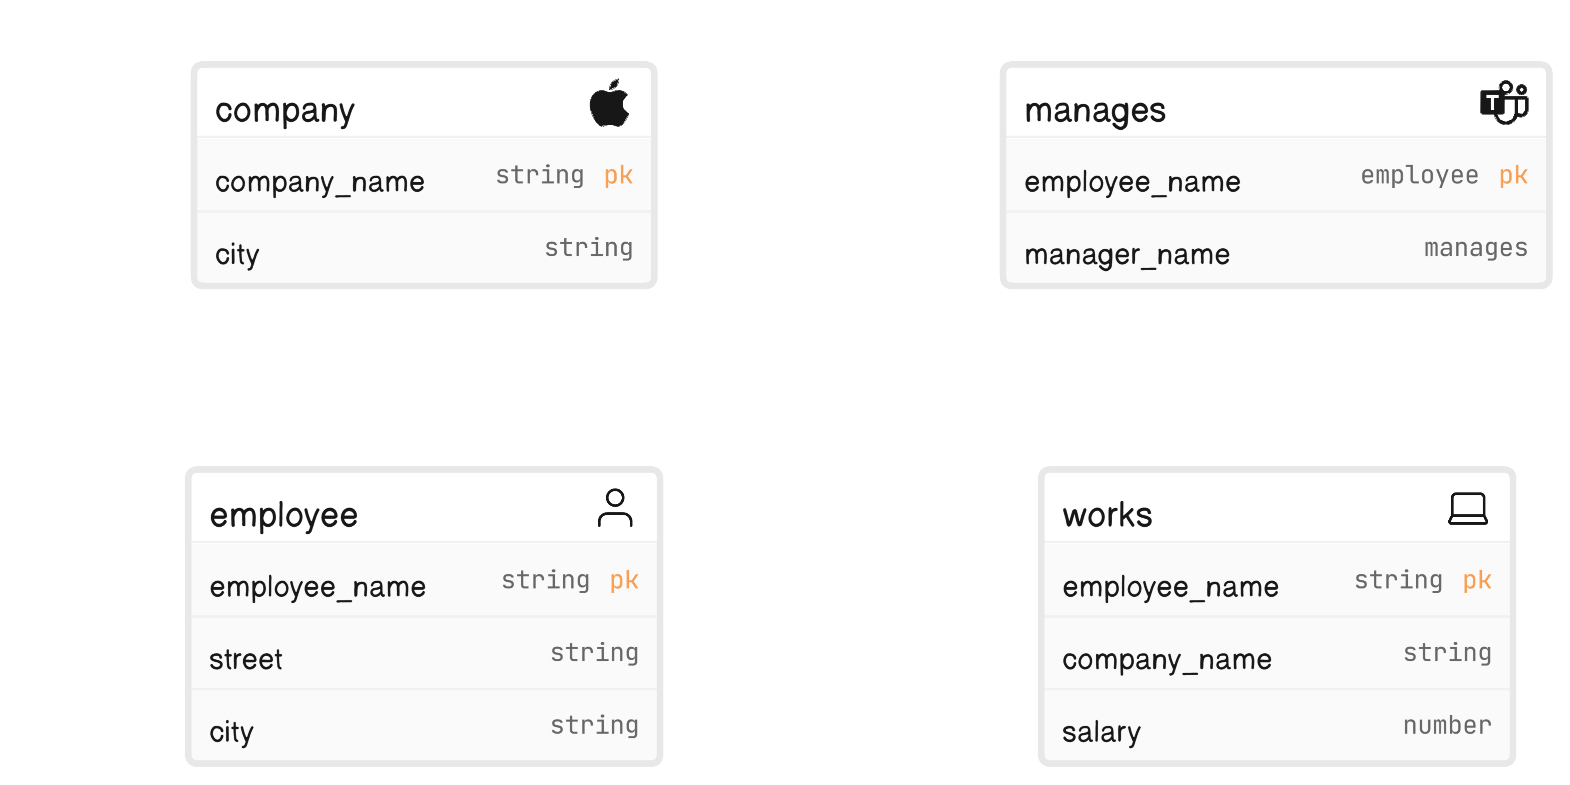 company
company_name string pk
city string
manages
T
employee_name employee pk
manager_name manages
employee
employee_name string pk
street string
city string
works
employee_name string pk
company_name string
salary number